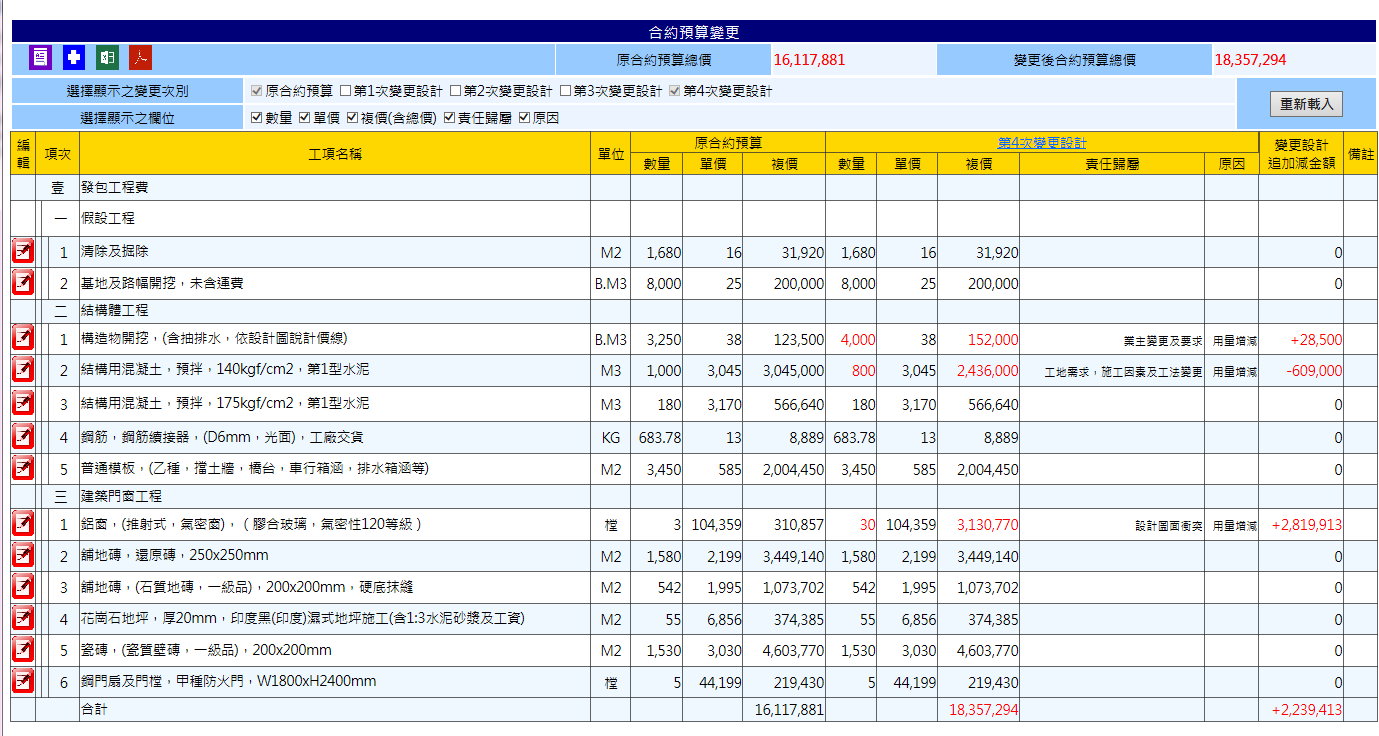 合約預算變更
原合約預算總價 16,117,881 變更後合約預算總價 18,357,294
選擇顯示之變更次別 原合約預算 第1次變更設計 第2次變更設計 第3次變更設計 第4次變更設計
選擇顯示之欄位 數量 單價 複價(含總價) 責任歸屬 原因
重新載入
編輯 項次 工項名稱 單位 原合約預算 第4次變更設計 變更設計追加減金額 備註
數量 單價 複價 數量 單價 複價 責任歸屬 原因
壹 發包工程費
一 假設工程
1 清除及掘除 M2 1,680 16 31,920 1,680 16 31,920 0
2 基地及路幅開挖，未含運費 B.M3 8,000 25 200,000 8,000 25 200,000 0
二 結構體工程
1 構造物開挖，(含抽排水，依設計圖說計價線) B.M3 3,250 38 123,500 4,000 38 152,000 業主變更及要求 用量增減 +28,500
2 結構用混凝土，預拌，140kgf/cm2，第1型水泥 M3 1,000 3,045 3,045,000 800 3,045 2,436,000 工地需求，施工因素及工法變更 用量增減 -609,000
3 結構用混凝土，預拌，175kgf/cm2，第1型水泥 M3 180 3,170 566,640 180 3,170 566,640 0
4 鋼筋，鋼筋續接器，(D6mm，光面)，工廠交貨 KG 683.78 13 8,889 683.78 13 8,889 0
5 普通模板，(乙種，擋土牆，橋台，車行箱涵，排水箱涵等) M2 3,450 585 2,004,450 3,450 585 2,004,450 0
三 建築門窗工程
1 鋁窗，(推射式，氣密窗)，（膠合玻璃，氣密性120等級） 樘 3 104,359 310,857 30 104,359 3,130,770 設計圖面衝突 用量增減 +2,819,913
2 舖地磚，還原磚，250x250mm M2 1,580 2,199 3,449,140 1,580 2,199 3,449,140 0
3 舖地磚，(石質地磚，一級品)，200x200mm，硬底抹縫 M2 542 1,995 1,073,702 542 1,995 1,073,702 0
4 花崗石地坪，厚20mm，印度黑(印度)濕式地坪施工(含1:3水泥砂漿及工資) M2 55 6,856 374,385 55 6,856 374,385 0
5 瓷磚，(瓷質壁磚，一級品)，200x200mm M2 1,530 3,030 4,603,770 1,530 3,030 4,603,770 0
6 鋼門扇及門樘，甲種防火門，W1800xH2400mm 樘 5 44,199 219,430 5 44,199 219,430 0
合計 16,117,881 18,357,294 +2,239,413